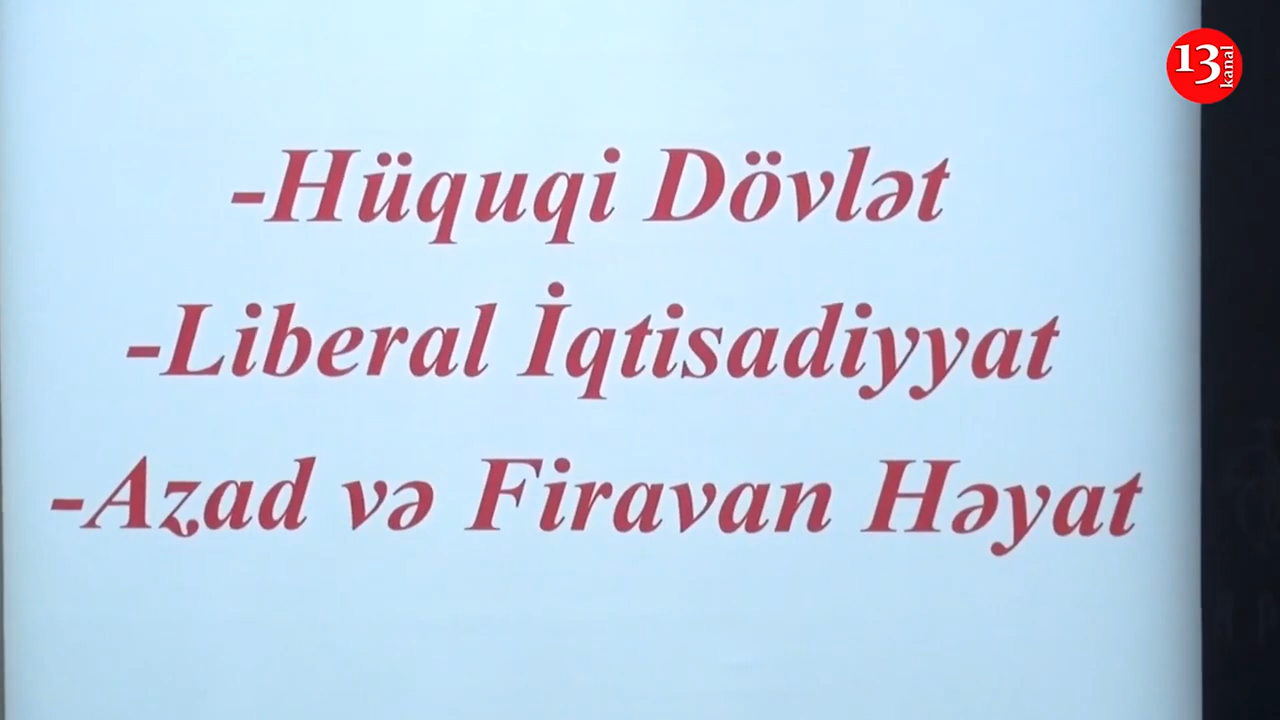 13 kanal
-Hüquqi Dövlət
-Liberal İqtisadiyyat
-Azad və Firavan Həyat